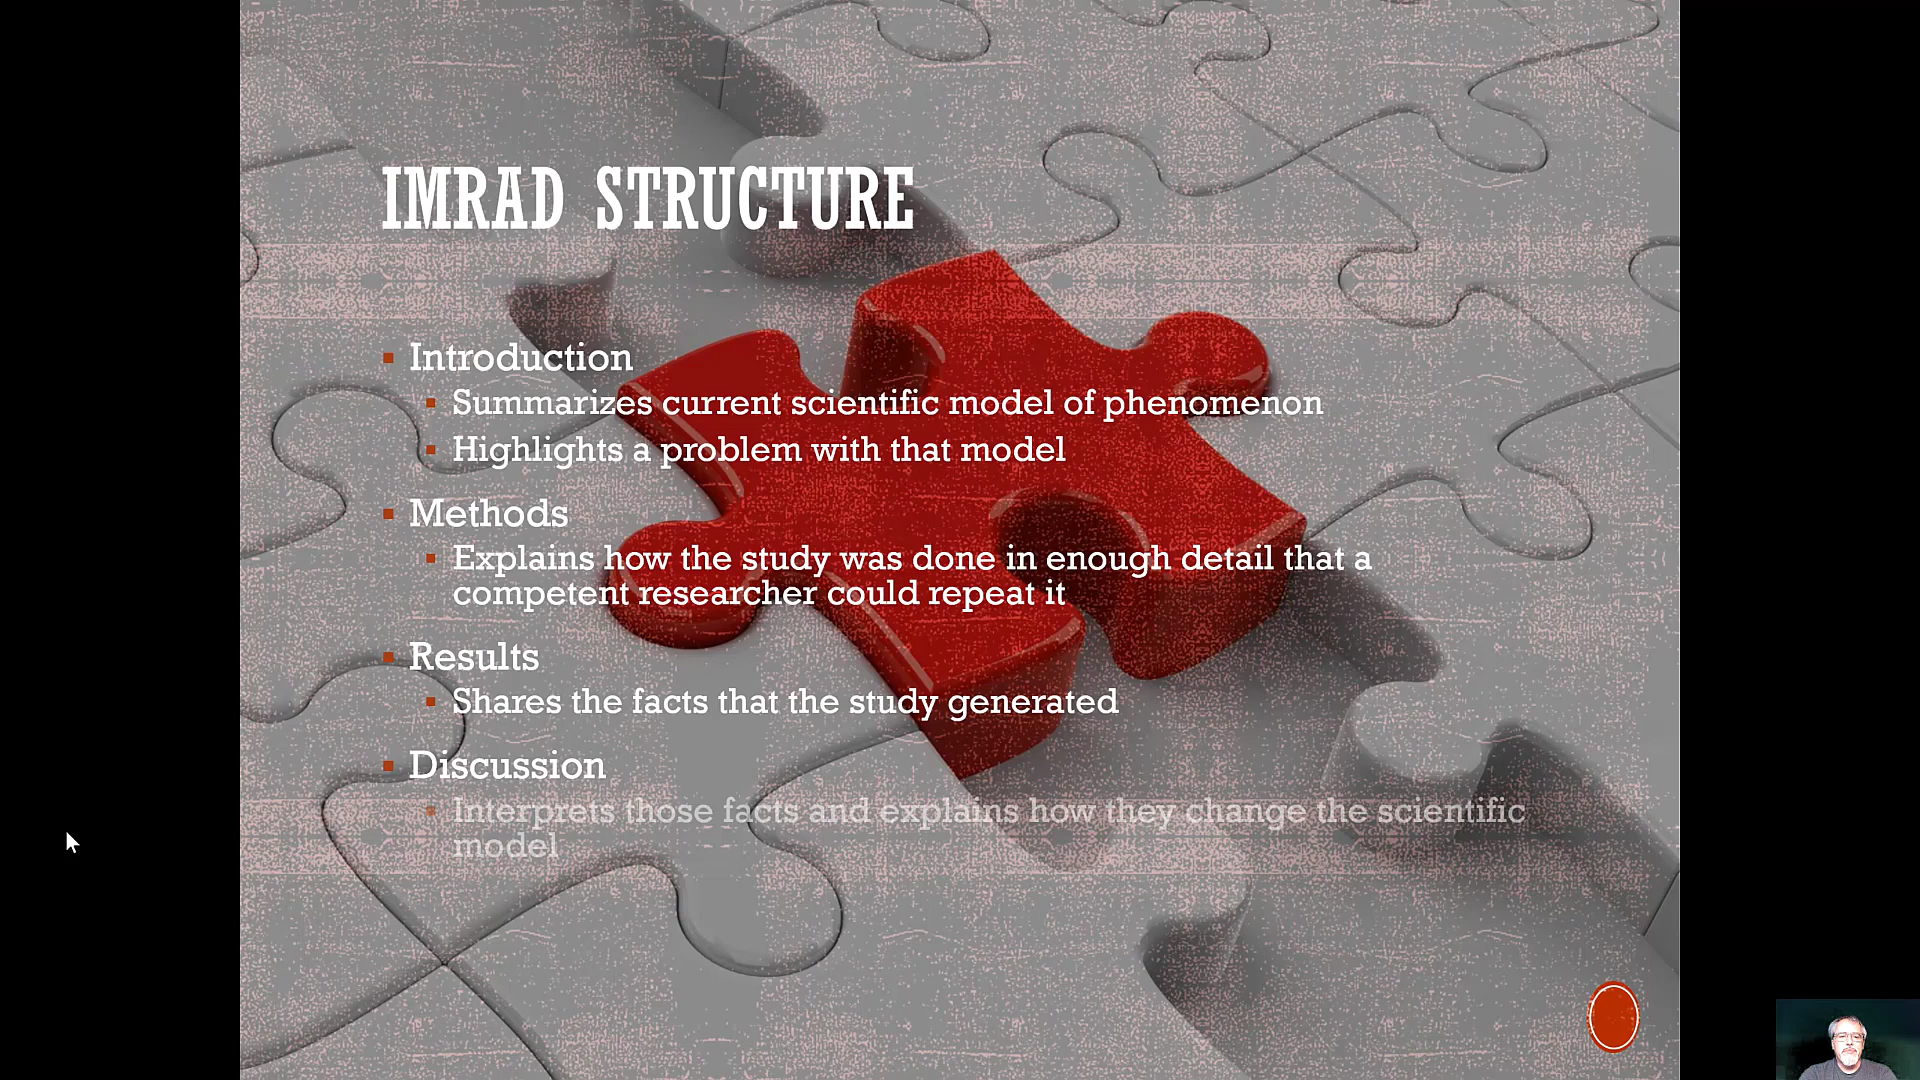 IMRAD STRUCTURE
Introduction
Summarizes current scientific model of phenomenon
Highlights a problem with that model
Methods
Explains how the study was done in enough detail that a
competent researcher could repeat it
Results
Shares the facts that the study generated
Discussion
Interprets those facts and explains how they change the scientific
model